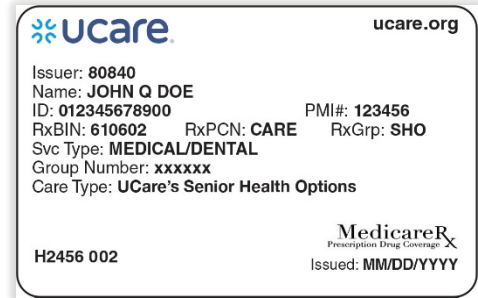 ucare. ucare.org
Issuer: 80840
Name: JOHN Q DOE
ID: 012345678900 PMI#: 123456
RxBIN: 610602 RxPCN: CARE RxGrp: SHO
Svc Type: MEDICAL/DENTAL
Group Number: xxxxxx
Care Type: UCare's Senior Health Options
MedicareRx
Prescription Drug Coverage
H2456 002
Issued: MM/DD/YYYY